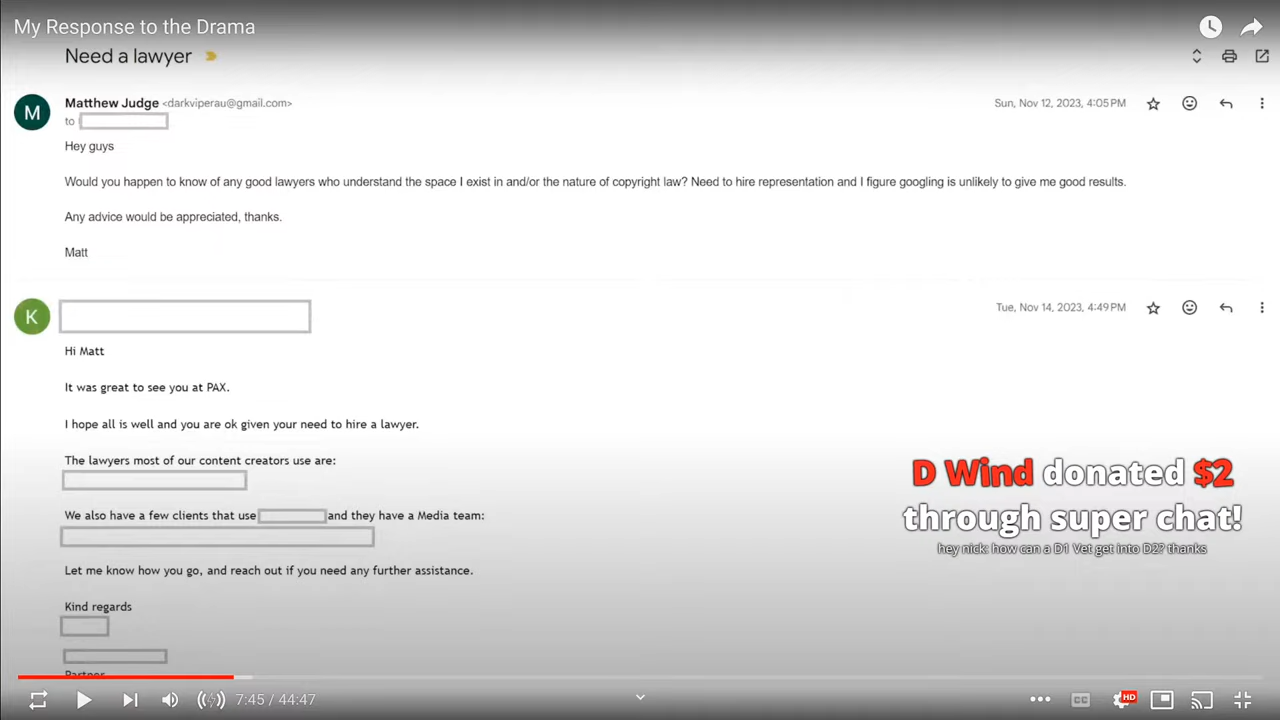 My Response to the Drama
Need a lawyer
M
Matthew Judge <darkviperau@gmail.com>
Sun, Nov 12, 2023, 4:05 PM
to
Hey guys
Would you happen to know of any good lawyers who understand the space I exist in and/or the nature of copyright law? Need to hire representation and I figure googling is unlikely to give me good results.
Any advice would be appreciated, thanks.
Matt
K
Tue, Nov 14, 2023, 4:49 PM
Hi Matt
It was great to see you at PAX.
I hope all is well and you are ok given your need to hire a lawyer.
The lawyers most of our content creators use are:
We also have a few clients that use and they have a Media team:
Let me know how you go, and reach out if you need any further assistance.
Kind regards
Partner
D Wind donated $2
through super chat!
hey nick: how can a D1 Vet get into D2? thanks
7:45 / 44:47
CC
HD